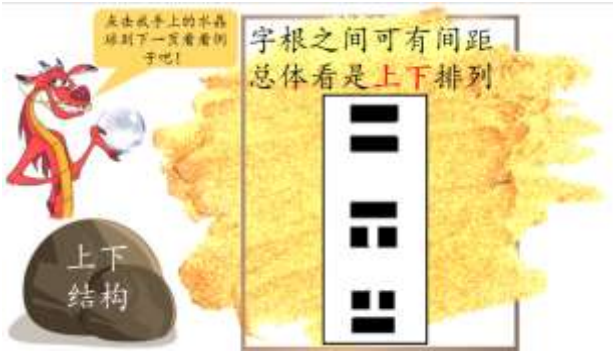 点击我手上的水晶
球到下一页看看例
子吧！
字根之间可有间距
总体看是上下排列
上下
结构